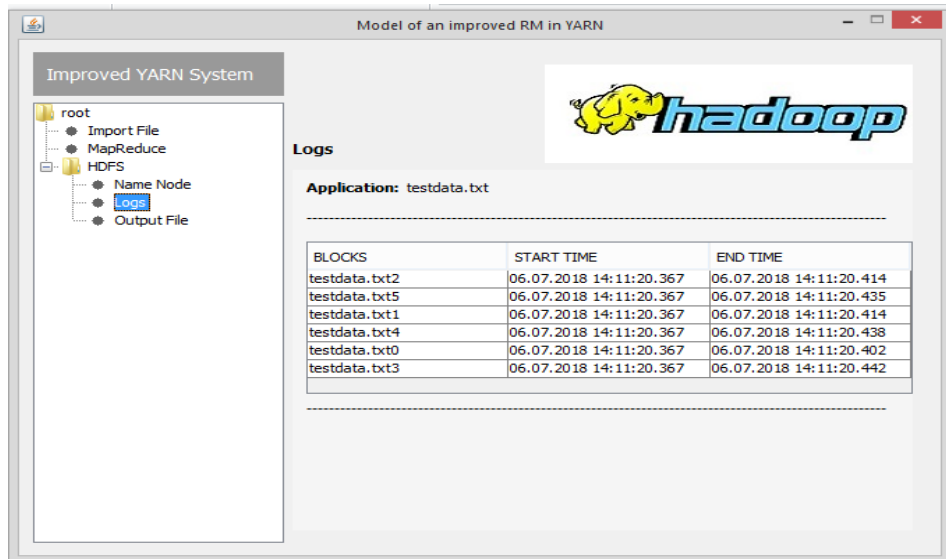 Model of an improved RM in YARN
Improved YARN System
root
Import File
MapReduce
HDFS
Name Node
Logs
Output File
hadoop
Logs
Application: testdata.txt
--------------------------------------------------------------------------------
BLOCKS START TIME END TIME
testdata.txt2 06.07.2018 14:11:20.367 06.07.2018 14:11:20.414
testdata.txt5 06.07.2018 14:11:20.367 06.07.2018 14:11:20.435
testdata.txt1 06.07.2018 14:11:20.367 06.07.2018 14:11:20.414
testdata.txt4 06.07.2018 14:11:20.367 06.07.2018 14:11:20.438
testdata.txt0 06.07.2018 14:11:20.367 06.07.2018 14:11:20.402
testdata.txt3 06.07.2018 14:11:20.367 06.07.2018 14:11:20.442
--------------------------------------------------------------------------------